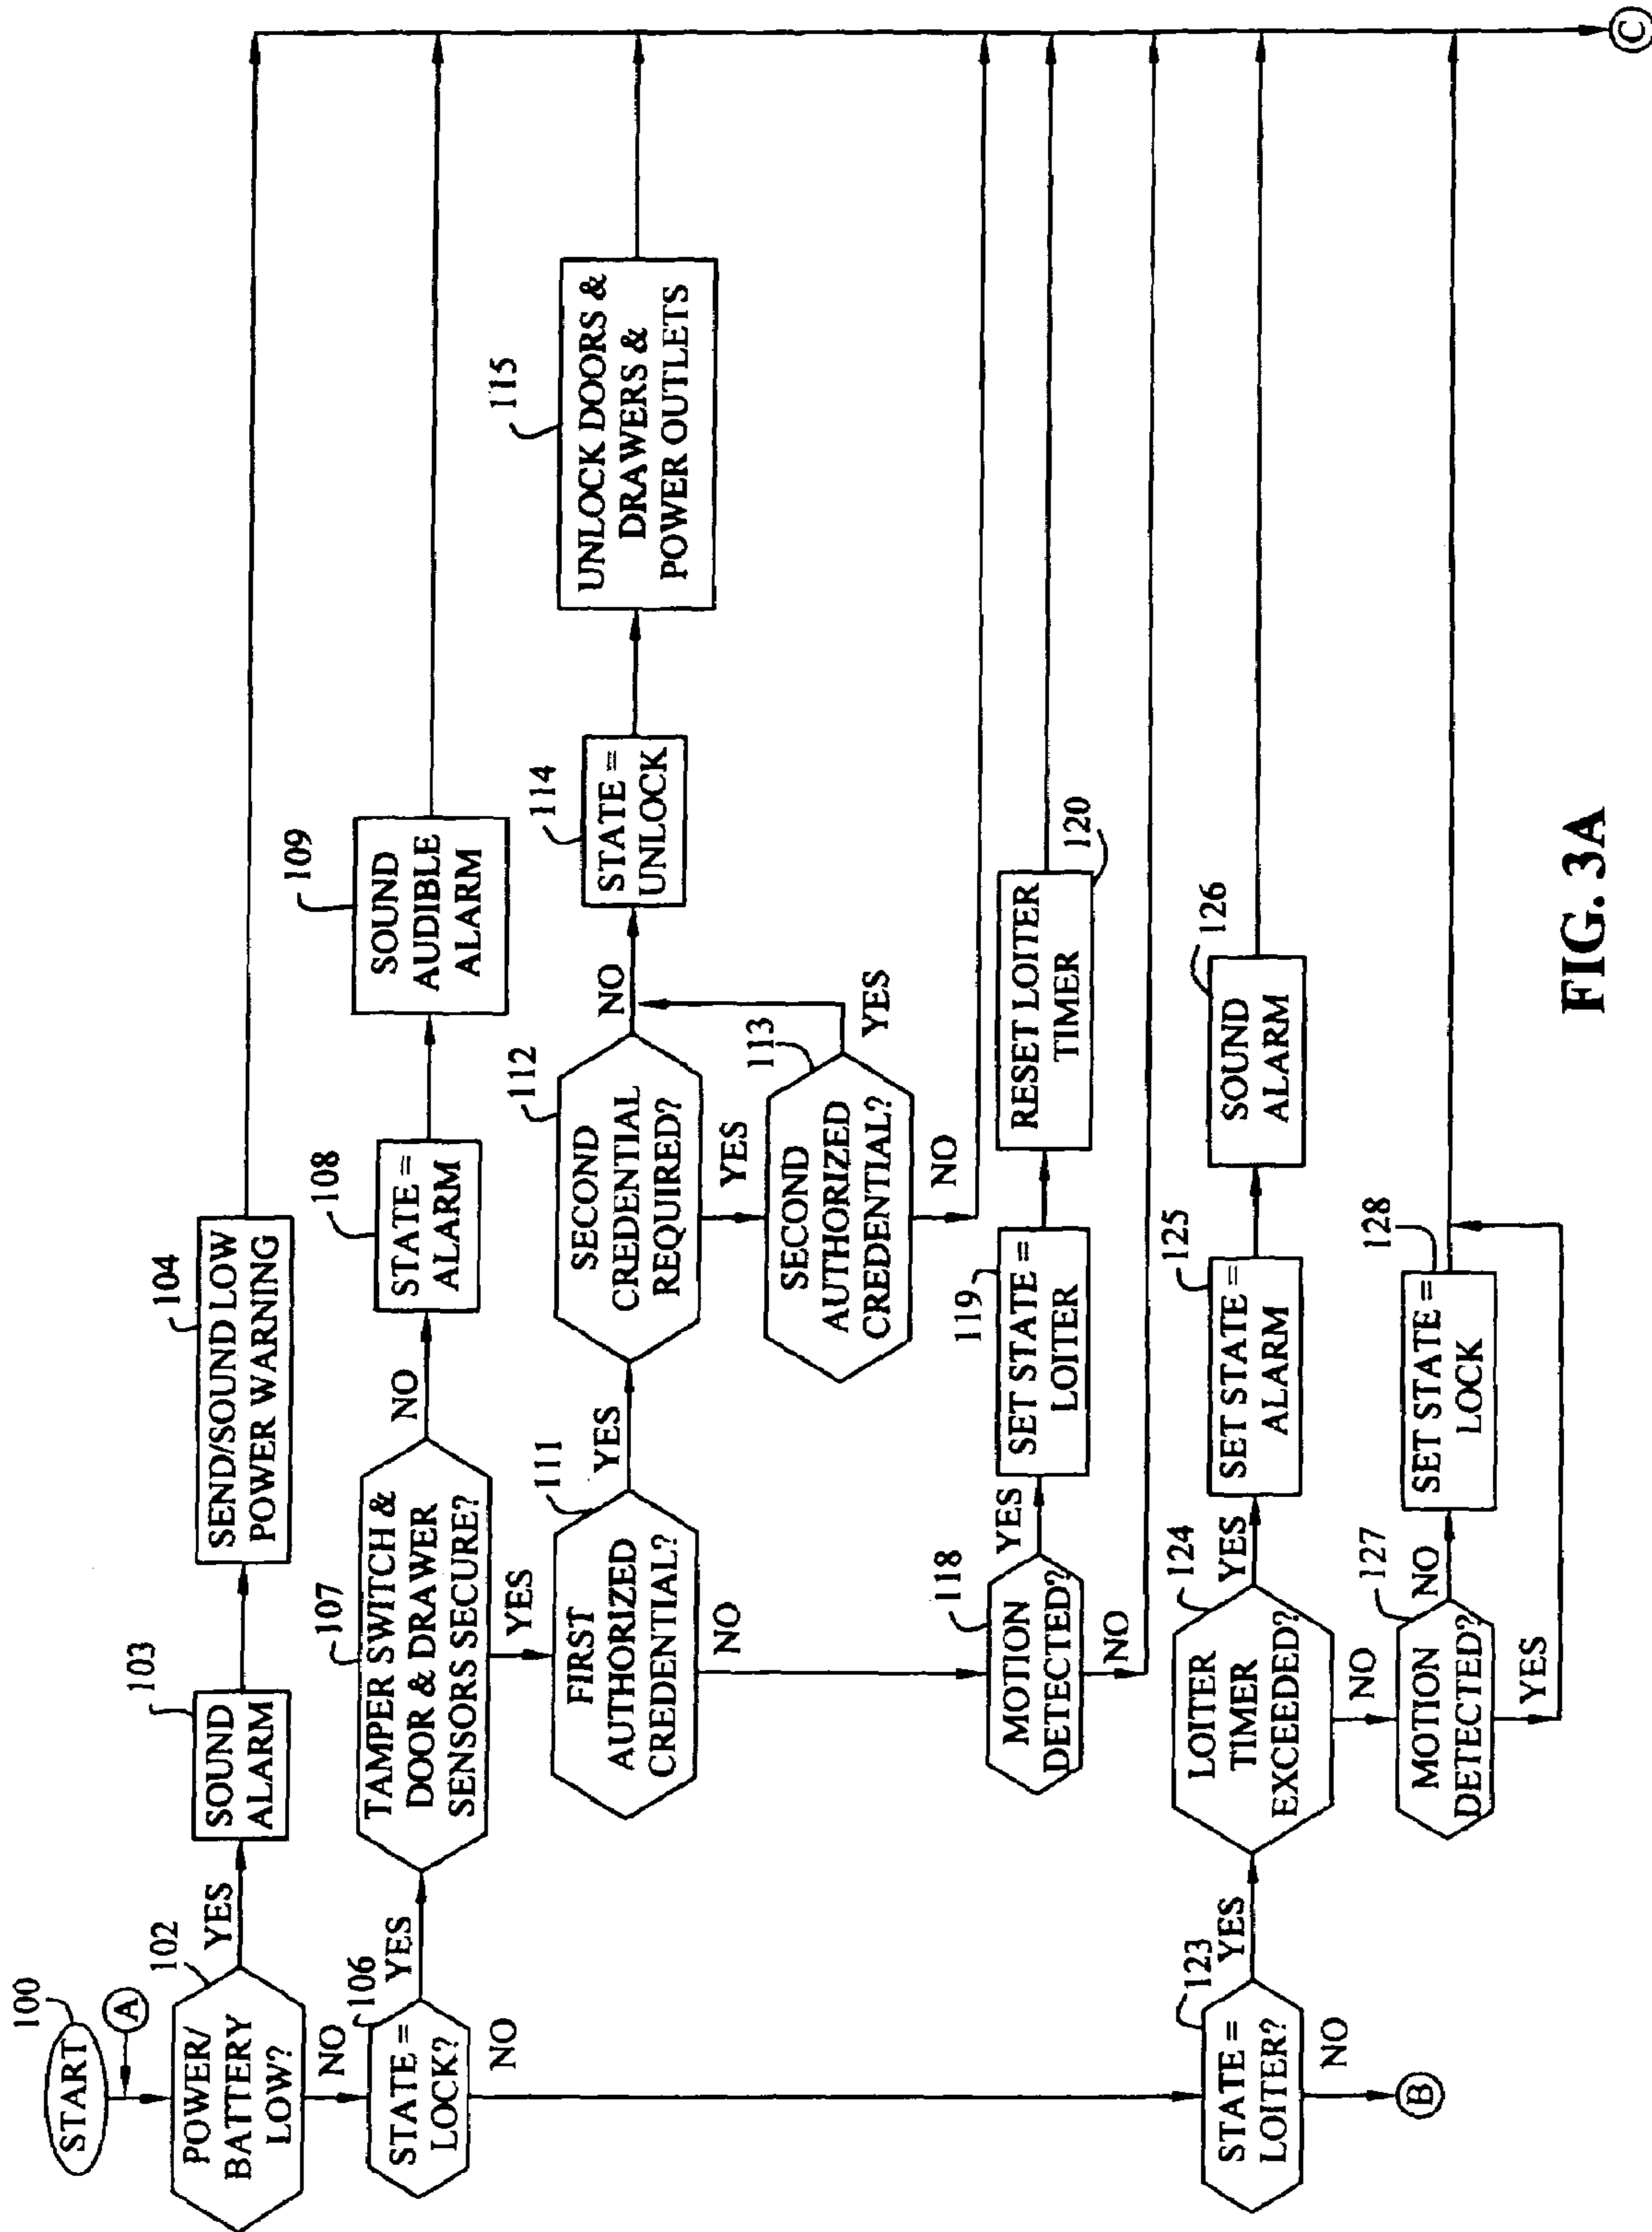 100
START
A
102
POWER/
BATTERY
LOW?
YES
NO
103
SOUND
ALARM
104
SEND/SOUND LOW
POWER WARNING
106
STATE =
LOCK?
YES
NO
107
TAMPER SWITCH &
DOOR & DRAWER
SENSORS SECURE?
NO
YES
108
STATE =
ALARM
109
SOUND
AUDIBLE
ALARM
111
FIRST
AUTHORIZED
CREDENTIAL?
YES
NO
112
SECOND
CREDENTIAL
REQUIRED?
NO
YES
113
SECOND
AUTHORIZED
CREDENTIAL?
YES
NO
114
STATE =
UNLOCK
115
UNLOCK DOORS &
DRAWERS &
POWER OUTLETS
118
MOTION
DETECTED?
YES
NO
119
SET STATE =
LOITER
120
RESET LOITER
TIMER
123
STATE =
LOITER?
YES
NO
B
124
LOITER
TIMER
EXCEEDED?
YES
NO
125
SET STATE =
ALARM
126
SOUND
ALARM
127
MOTION
DETECTED?
NO
YES
128
SET STATE =
LOCK
C
FIG. 3A